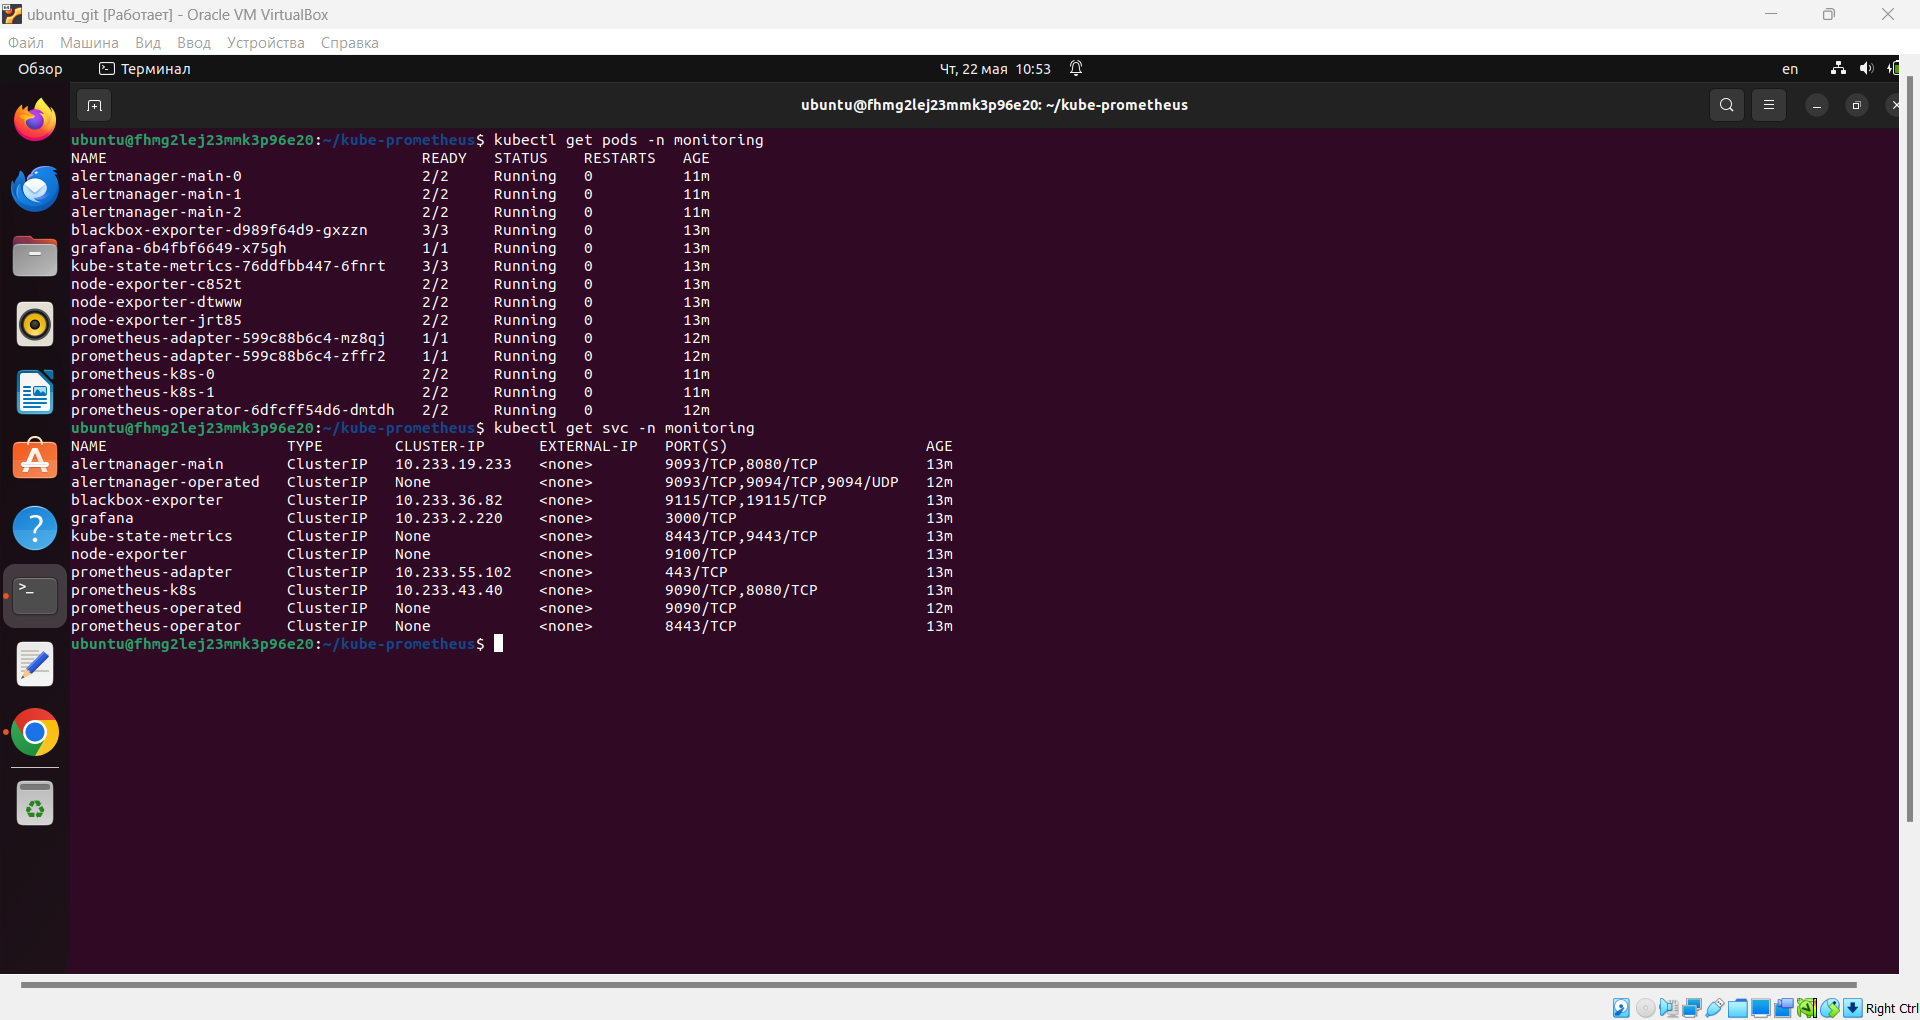 ubuntu_git [Работает] - Oracle VM VirtualBox
Файл Машина Вид Ввод Устройства Справка
Обзор Терминал Чт, 22 мая 10:53 en
ubuntu@fhmg2lej23mmk3p96e20: ~/kube-prometheus
ubuntu@fhmg2lej23mmk3p96e20:~/kube-prometheus$ kubectl get pods -n monitoring
NAME READY STATUS RESTARTS AGE
alertmanager-main-0 2/2 Running 0 11m
alertmanager-main-1 2/2 Running 0 11m
alertmanager-main-2 2/2 Running 0 11m
blackbox-exporter-d989f64d9-gxzzn 3/3 Running 0 13m
grafana-6b4fbf6649-x75gh 1/1 Running 0 13m
kube-state-metrics-76ddfbb447-6fnrt 3/3 Running 0 13m
node-exporter-c852t 2/2 Running 0 13m
node-exporter-dtwww 2/2 Running 0 13m
node-exporter-jrt85 2/2 Running 0 13m
prometheus-adapter-599c88b6c4-mz8qj 1/1 Running 0 12m
prometheus-adapter-599c88b6c4-zffr2 1/1 Running 0 12m
prometheus-k8s-0 2/2 Running 0 11m
prometheus-k8s-1 2/2 Running 0 11m
prometheus-operator-6dfcff54d6-dmtdh 2/2 Running 0 12m
ubuntu@fhmg2lej23mmk3p96e20:~/kube-prometheus$ kubectl get svc -n monitoring
NAME TYPE CLUSTER-IP EXTERNAL-IP PORT(S) AGE
alertmanager-main ClusterIP 10.233.19.233 <none> 9093/TCP,8080/TCP 13m
alertmanager-operated ClusterIP None <none> 9093/TCP,9094/TCP,9094/UDP 12m
blackbox-exporter ClusterIP 10.233.36.82 <none> 9115/TCP,19115/TCP 13m
grafana ClusterIP 10.233.2.220 <none> 3000/TCP 13m
kube-state-metrics ClusterIP None <none> 8443/TCP,9443/TCP 13m
node-exporter ClusterIP None <none> 9100/TCP 13m
prometheus-adapter ClusterIP 10.233.55.102 <none> 443/TCP 13m
prometheus-k8s ClusterIP 10.233.43.40 <none> 9090/TCP,8080/TCP 13m
prometheus-operated ClusterIP None <none> 9090/TCP 12m
prometheus-operator ClusterIP None <none> 8443/TCP 13m
ubuntu@fhmg2lej23mmk3p96e20:~/kube-prometheus$
Right Ctrl